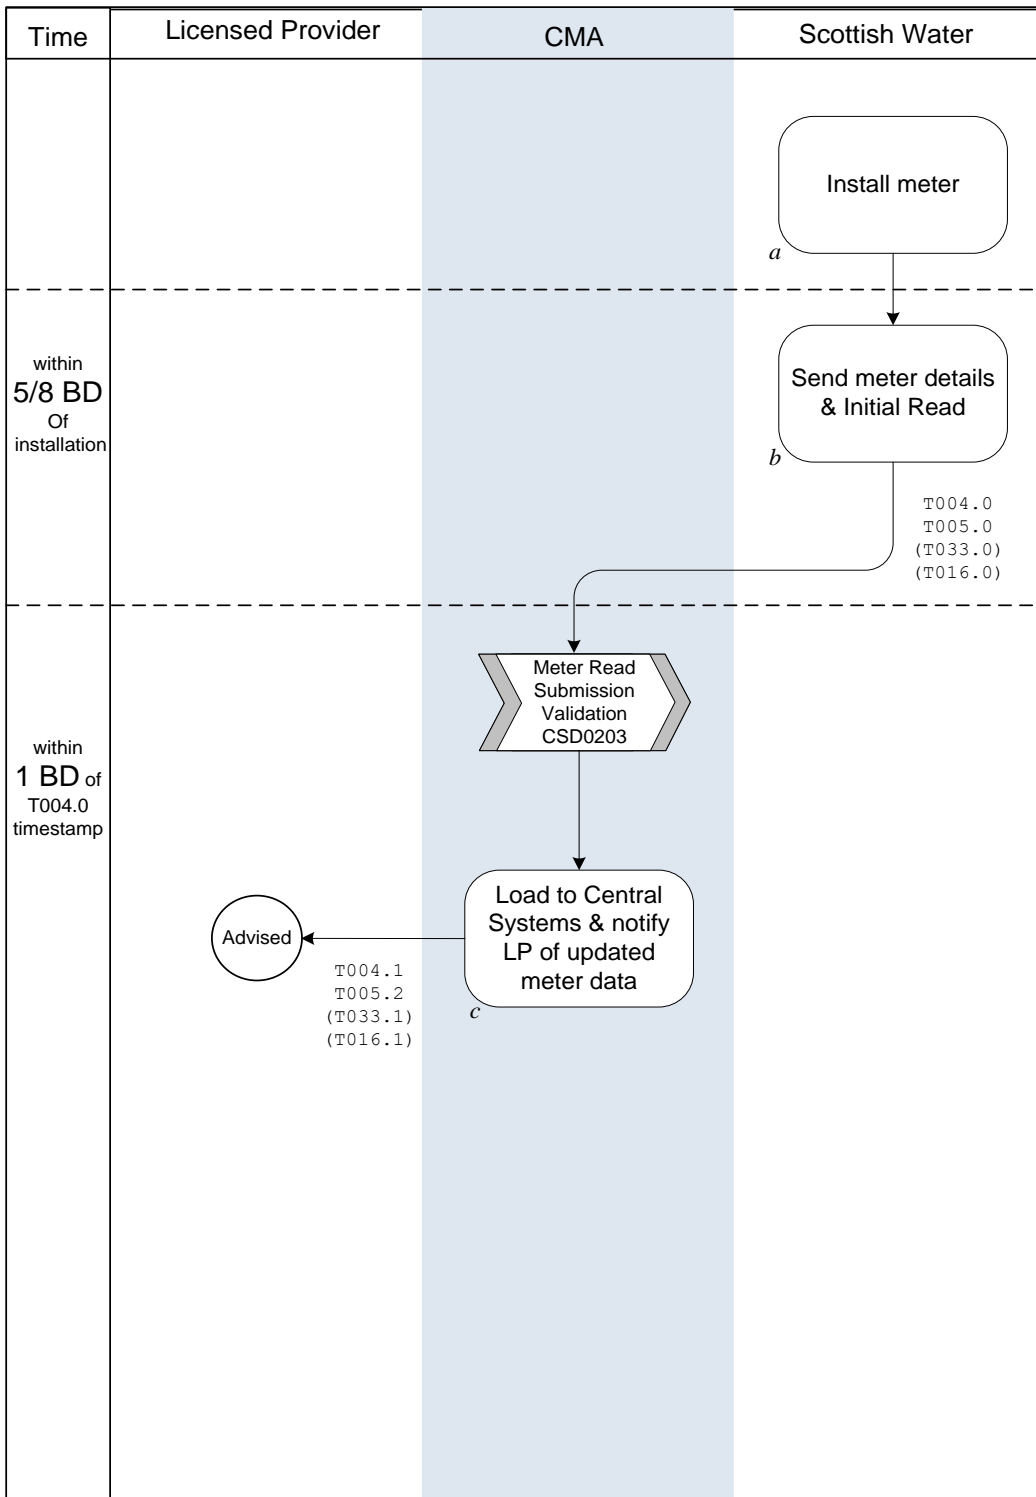 Time
Licensed Provider
CMA
Scottish Water
Install meter
a
within
5/8 BD
Of
installation
Send meter details
& Initial Read
b
T004.0
T005.0
(T033.0)
(T016.0)
within
1 BD of
T004.0
timestamp
Meter Read
Submission
Validation
CSD0203
Load to Central
Systems & notify
LP of updated
meter data
c
Advised
T004.1
T005.2
(T033.1)
(T016.1)